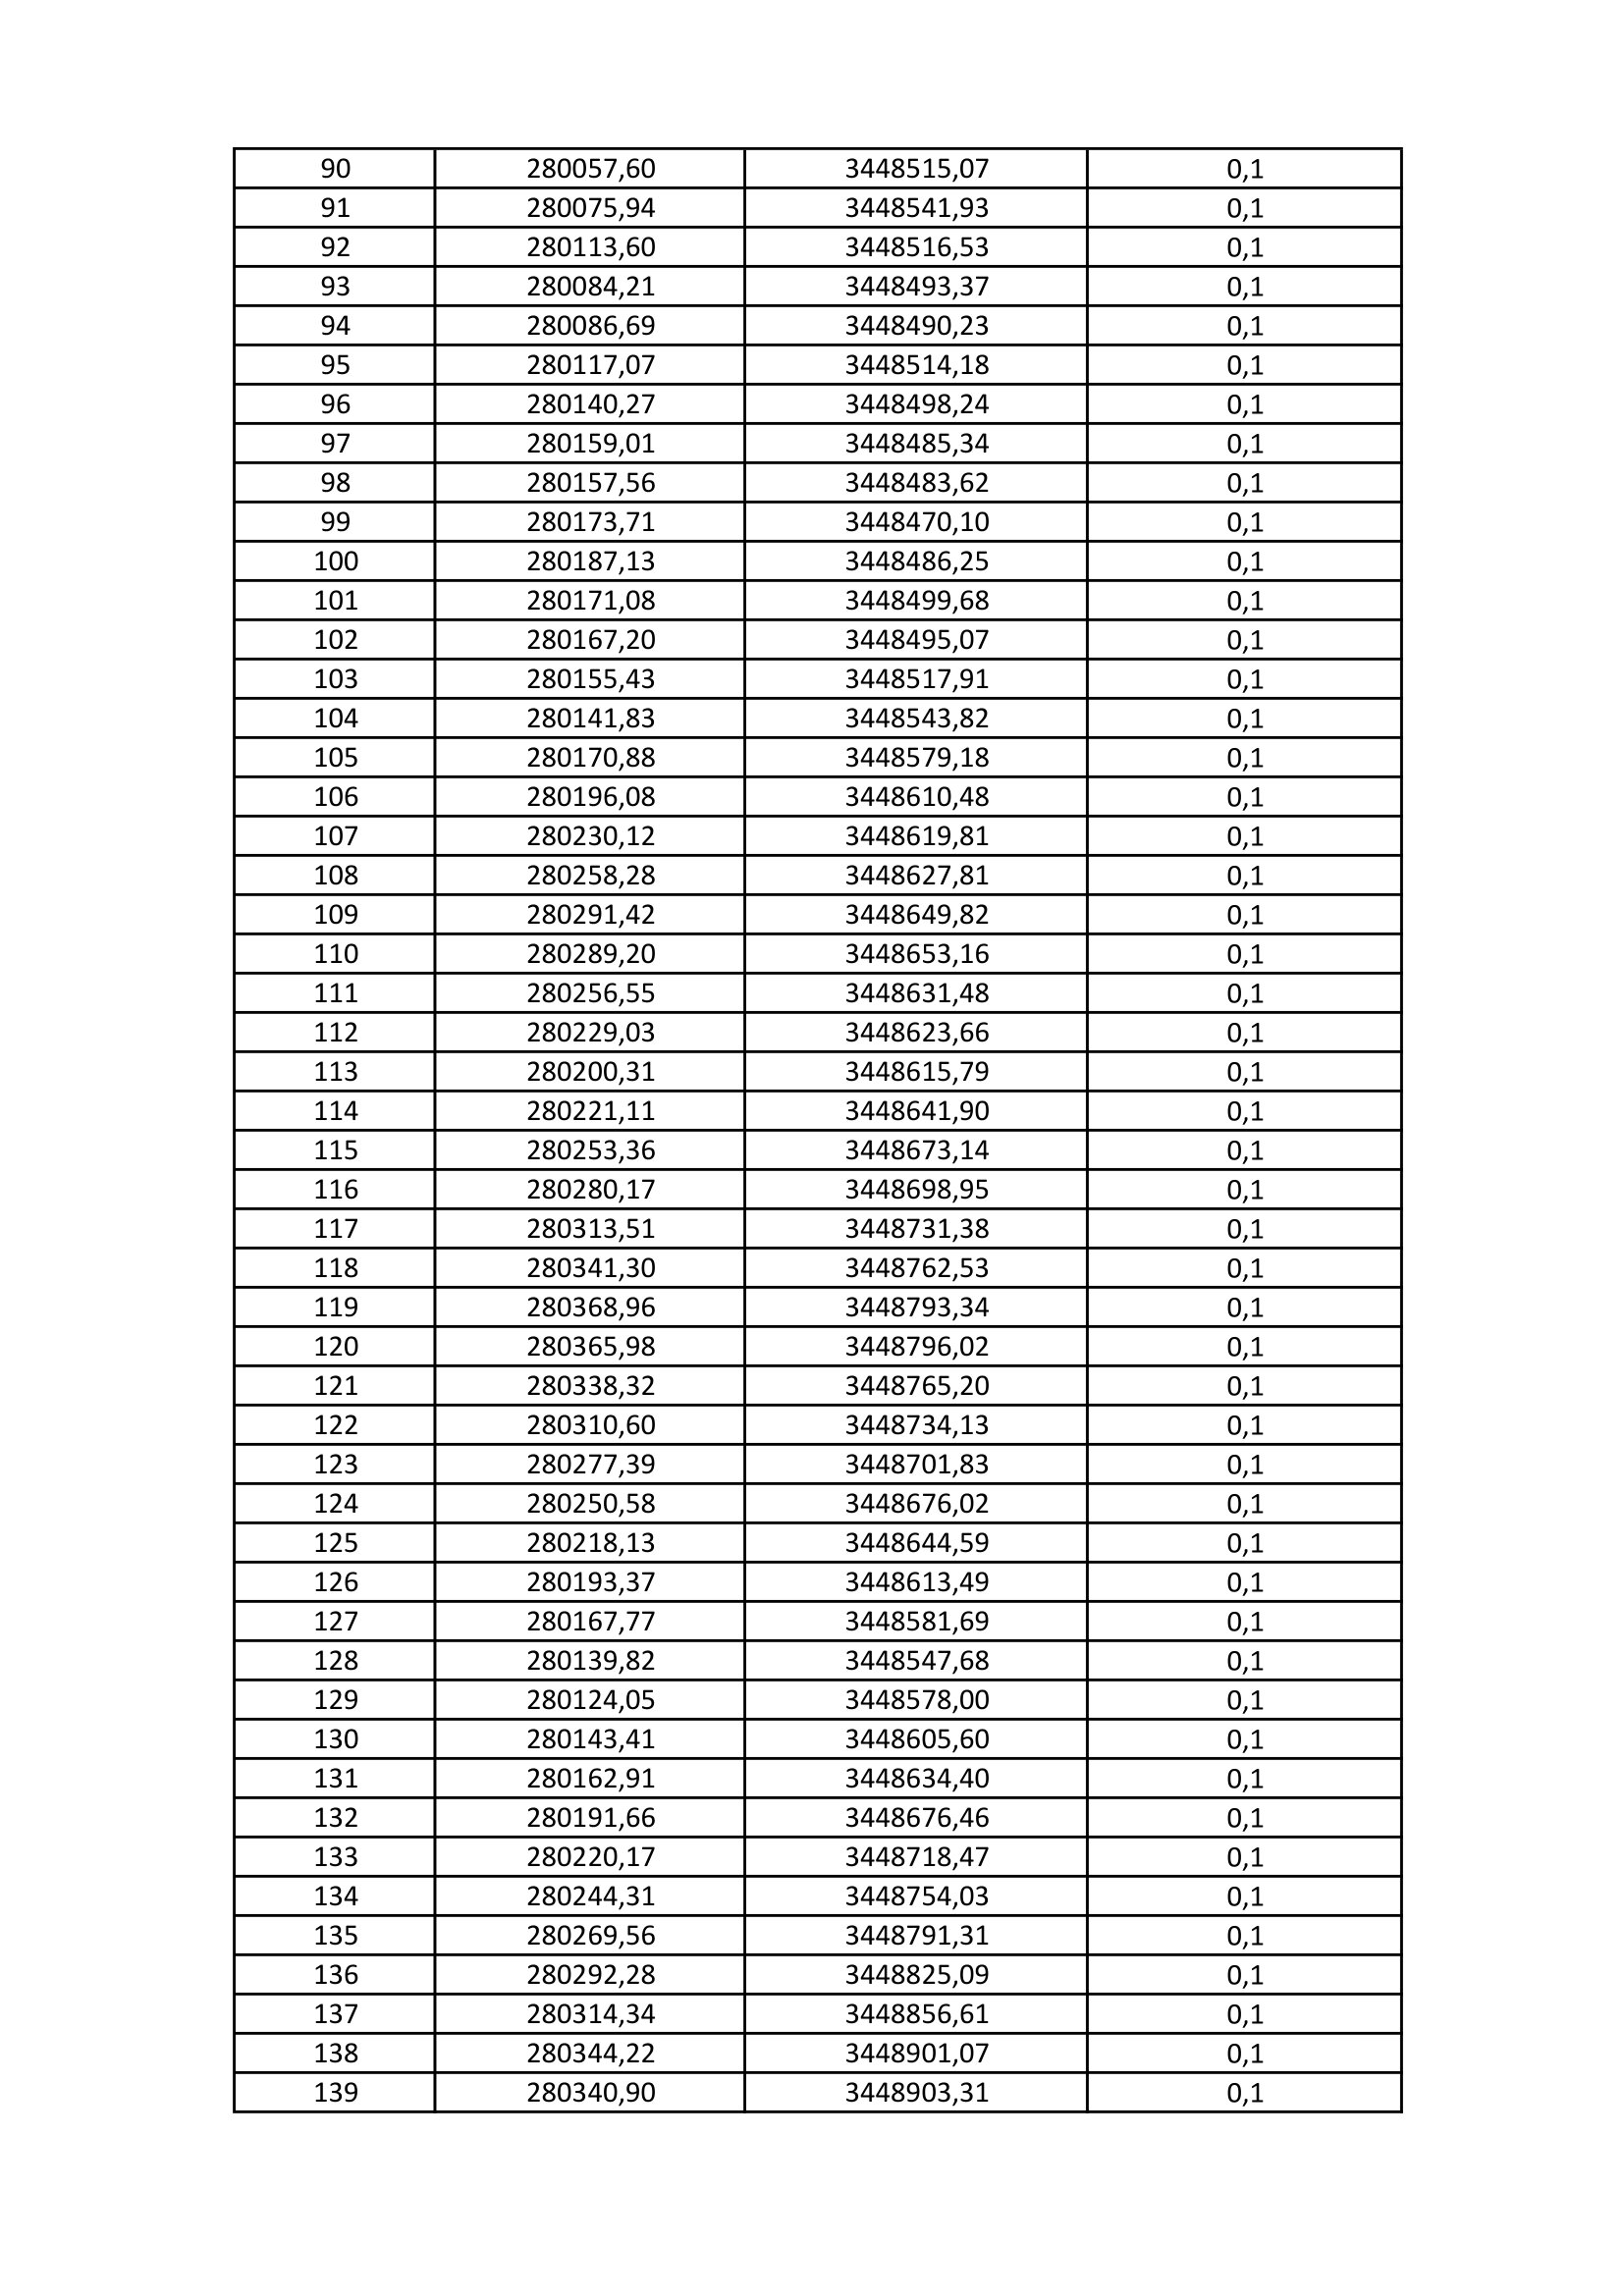 90 280057,60 3448515,07 0,1
91 280075,94 3448541,93 0,1
92 280113,60 3448516,53 0,1
93 280084,21 3448493,37 0,1
94 280086,69 3448490,23 0,1
95 280117,07 3448514,18 0,1
96 280140,27 3448498,24 0,1
97 280159,01 3448485,34 0,1
98 280157,56 3448483,62 0,1
99 280173,71 3448470,10 0,1
100 280187,13 3448486,25 0,1
101 280171,08 3448499,68 0,1
102 280167,20 3448495,07 0,1
103 280155,43 3448517,91 0,1
104 280141,83 3448543,82 0,1
105 280170,88 3448579,18 0,1
106 280196,08 3448610,48 0,1
107 280230,12 3448619,81 0,1
108 280258,28 3448627,81 0,1
109 280291,42 3448649,82 0,1
110 280289,20 3448653,16 0,1
111 280256,55 3448631,48 0,1
112 280229,03 3448623,66 0,1
113 280200,31 3448615,79 0,1
114 280221,11 3448641,90 0,1
115 280253,36 3448673,14 0,1
116 280280,17 3448698,95 0,1
117 280313,51 3448731,38 0,1
118 280341,30 3448762,53 0,1
119 280368,96 3448793,34 0,1
120 280365,98 3448796,02 0,1
121 280338,32 3448765,20 0,1
122 280310,60 3448734,13 0,1
123 280277,39 3448701,83 0,1
124 280250,58 3448676,02 0,1
125 280218,13 3448644,59 0,1
126 280193,37 3448613,49 0,1
127 280167,77 3448581,69 0,1
128 280139,82 3448547,68 0,1
129 280124,05 3448578,00 0,1
130 280143,41 3448605,60 0,1
131 280162,91 3448634,40 0,1
132 280191,66 3448676,46 0,1
133 280220,17 3448718,47 0,1
134 280244,31 3448754,03 0,1
135 280269,56 3448791,31 0,1
136 280292,28 3448825,09 0,1
137 280314,34 3448856,61 0,1
138 280344,22 3448901,07 0,1
139 280340,90 3448903,31 0,1